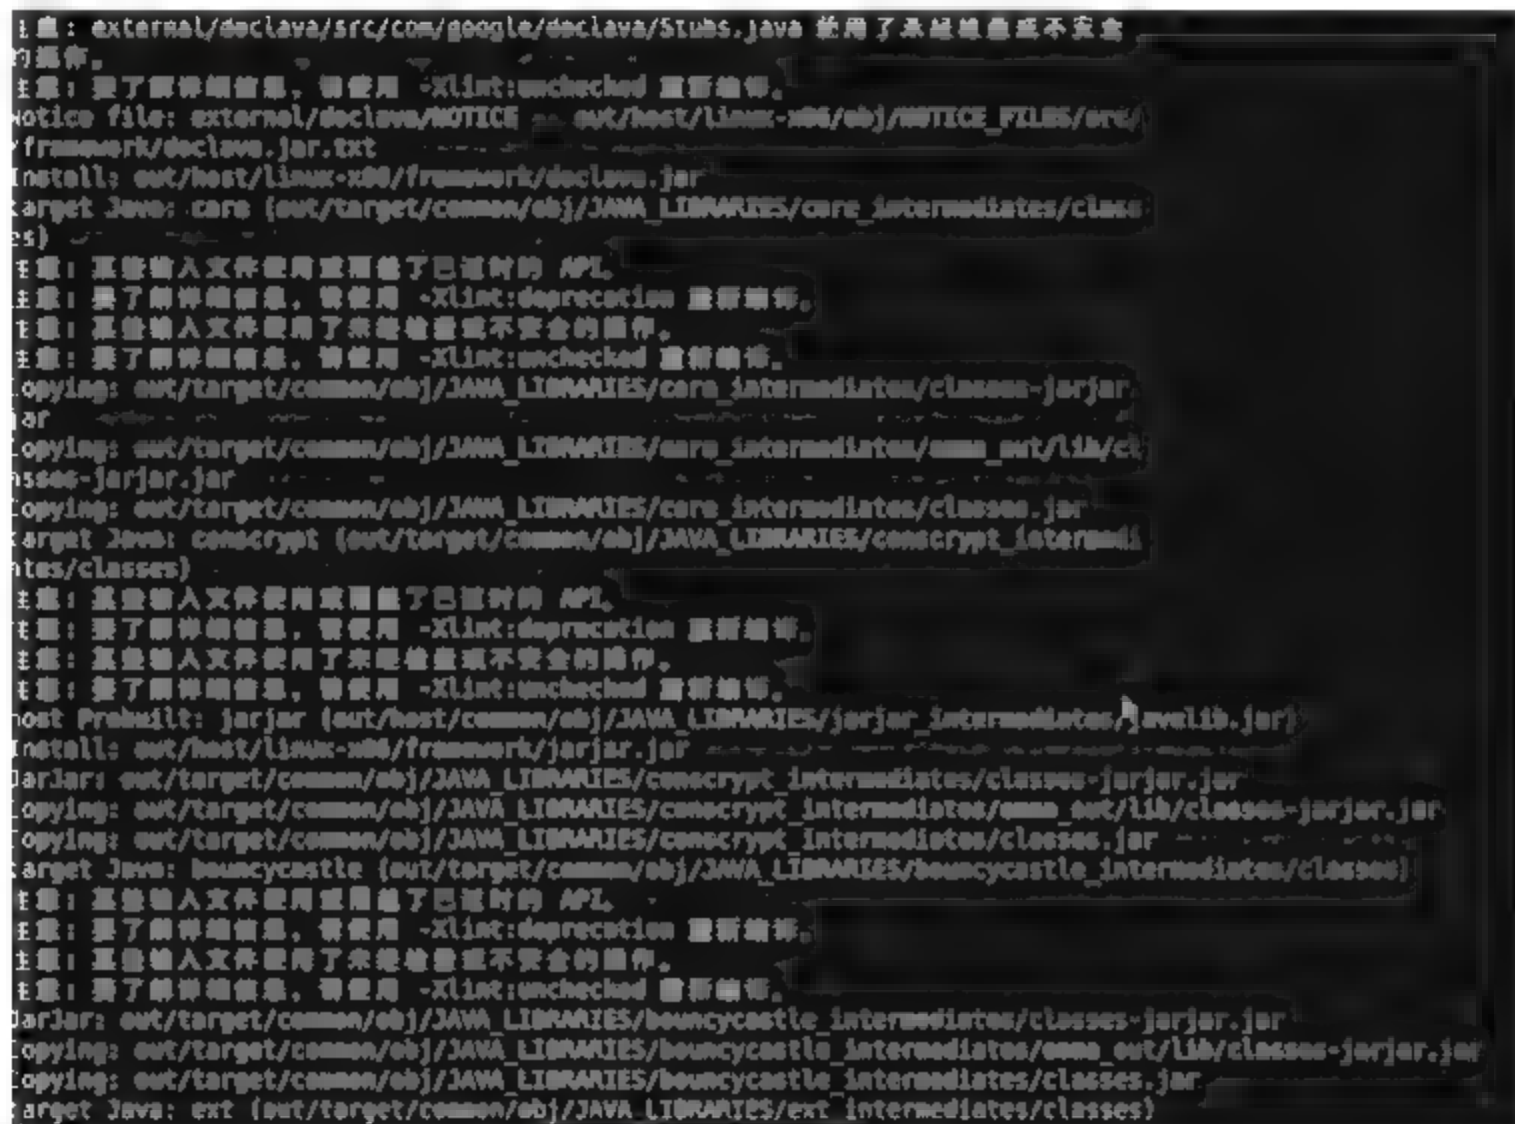 注意: external/doclava/src/com/google/doclava/Stubs.java 使用了未经检查或不安全
的操作。
注意: 要了解详细信息, 请使用 -Xlint:unchecked 重新编译。
Notice file: external/doclava/NOTICE -- out/host/linux-x86/obj/NOTICE_FILES/src/
/framework/doclava.jar.txt
Install: out/host/linux-x86/framework/doclava.jar
target Java: core (out/target/common/obj/JAVA_LIBRARIES/core_intermediates/class
es)
注意: 某些输入文件使用或覆盖了已过时的 API。
注意: 要了解详细信息, 请使用 -Xlint:deprecation 重新编译。
注意: 某些输入文件使用了未经检查或不安全的操作。
注意: 要了解详细信息, 请使用 -Xlint:unchecked 重新编译。
Copying: out/target/common/obj/JAVA_LIBRARIES/core_intermediates/classes-jarjar.
jar
Copying: out/target/common/obj/JAVA_LIBRARIES/core_intermediates/emma_out/lib/cl
asses-jarjar.jar
Copying: out/target/common/obj/JAVA_LIBRARIES/core_intermediates/classes.jar
target Java: conscrypt (out/target/common/obj/JAVA_LIBRARIES/conscrypt_intermedi
ates/classes)
注意: 某些输入文件使用或覆盖了已过时的 API。
注意: 要了解详细信息, 请使用 -Xlint:deprecation 重新编译。
注意: 某些输入文件使用了未经检查或不安全的操作。
注意: 要了解详细信息, 请使用 -Xlint:unchecked 重新编译。
host Prebuilt: jarjar (out/host/common/obj/JAVA_LIBRARIES/jarjar_intermediates/javalib.jar)
Install: out/host/linux-x86/framework/jarjar.jar
JarJar: out/target/common/obj/JAVA_LIBRARIES/conscrypt_intermediates/classes-jarjar.jar
Copying: out/target/common/obj/JAVA_LIBRARIES/conscrypt_intermediates/emma_out/lib/classes-jarjar.jar
Copying: out/target/common/obj/JAVA_LIBRARIES/conscrypt_intermediates/classes.jar
target Java: bouncycastle (out/target/common/obj/JAVA_LIBRARIES/bouncycastle_intermediates/classes)
注意: 某些输入文件使用或覆盖了已过时的 API。
注意: 要了解详细信息, 请使用 -Xlint:deprecation 重新编译。
注意: 某些输入文件使用了未经检查或不安全的操作。
注意: 要了解详细信息, 请使用 -Xlint:unchecked 重新编译。
JarJar: out/target/common/obj/JAVA_LIBRARIES/bouncycastle_intermediates/classes-jarjar.jar
Copying: out/target/common/obj/JAVA_LIBRARIES/bouncycastle_intermediates/emma_out/lib/classes-jarjar.jar
Copying: out/target/common/obj/JAVA_LIBRARIES/bouncycastle_intermediates/classes.jar
target Java: ext (out/target/common/obj/JAVA_LIBRARIES/ext_intermediates/classes)